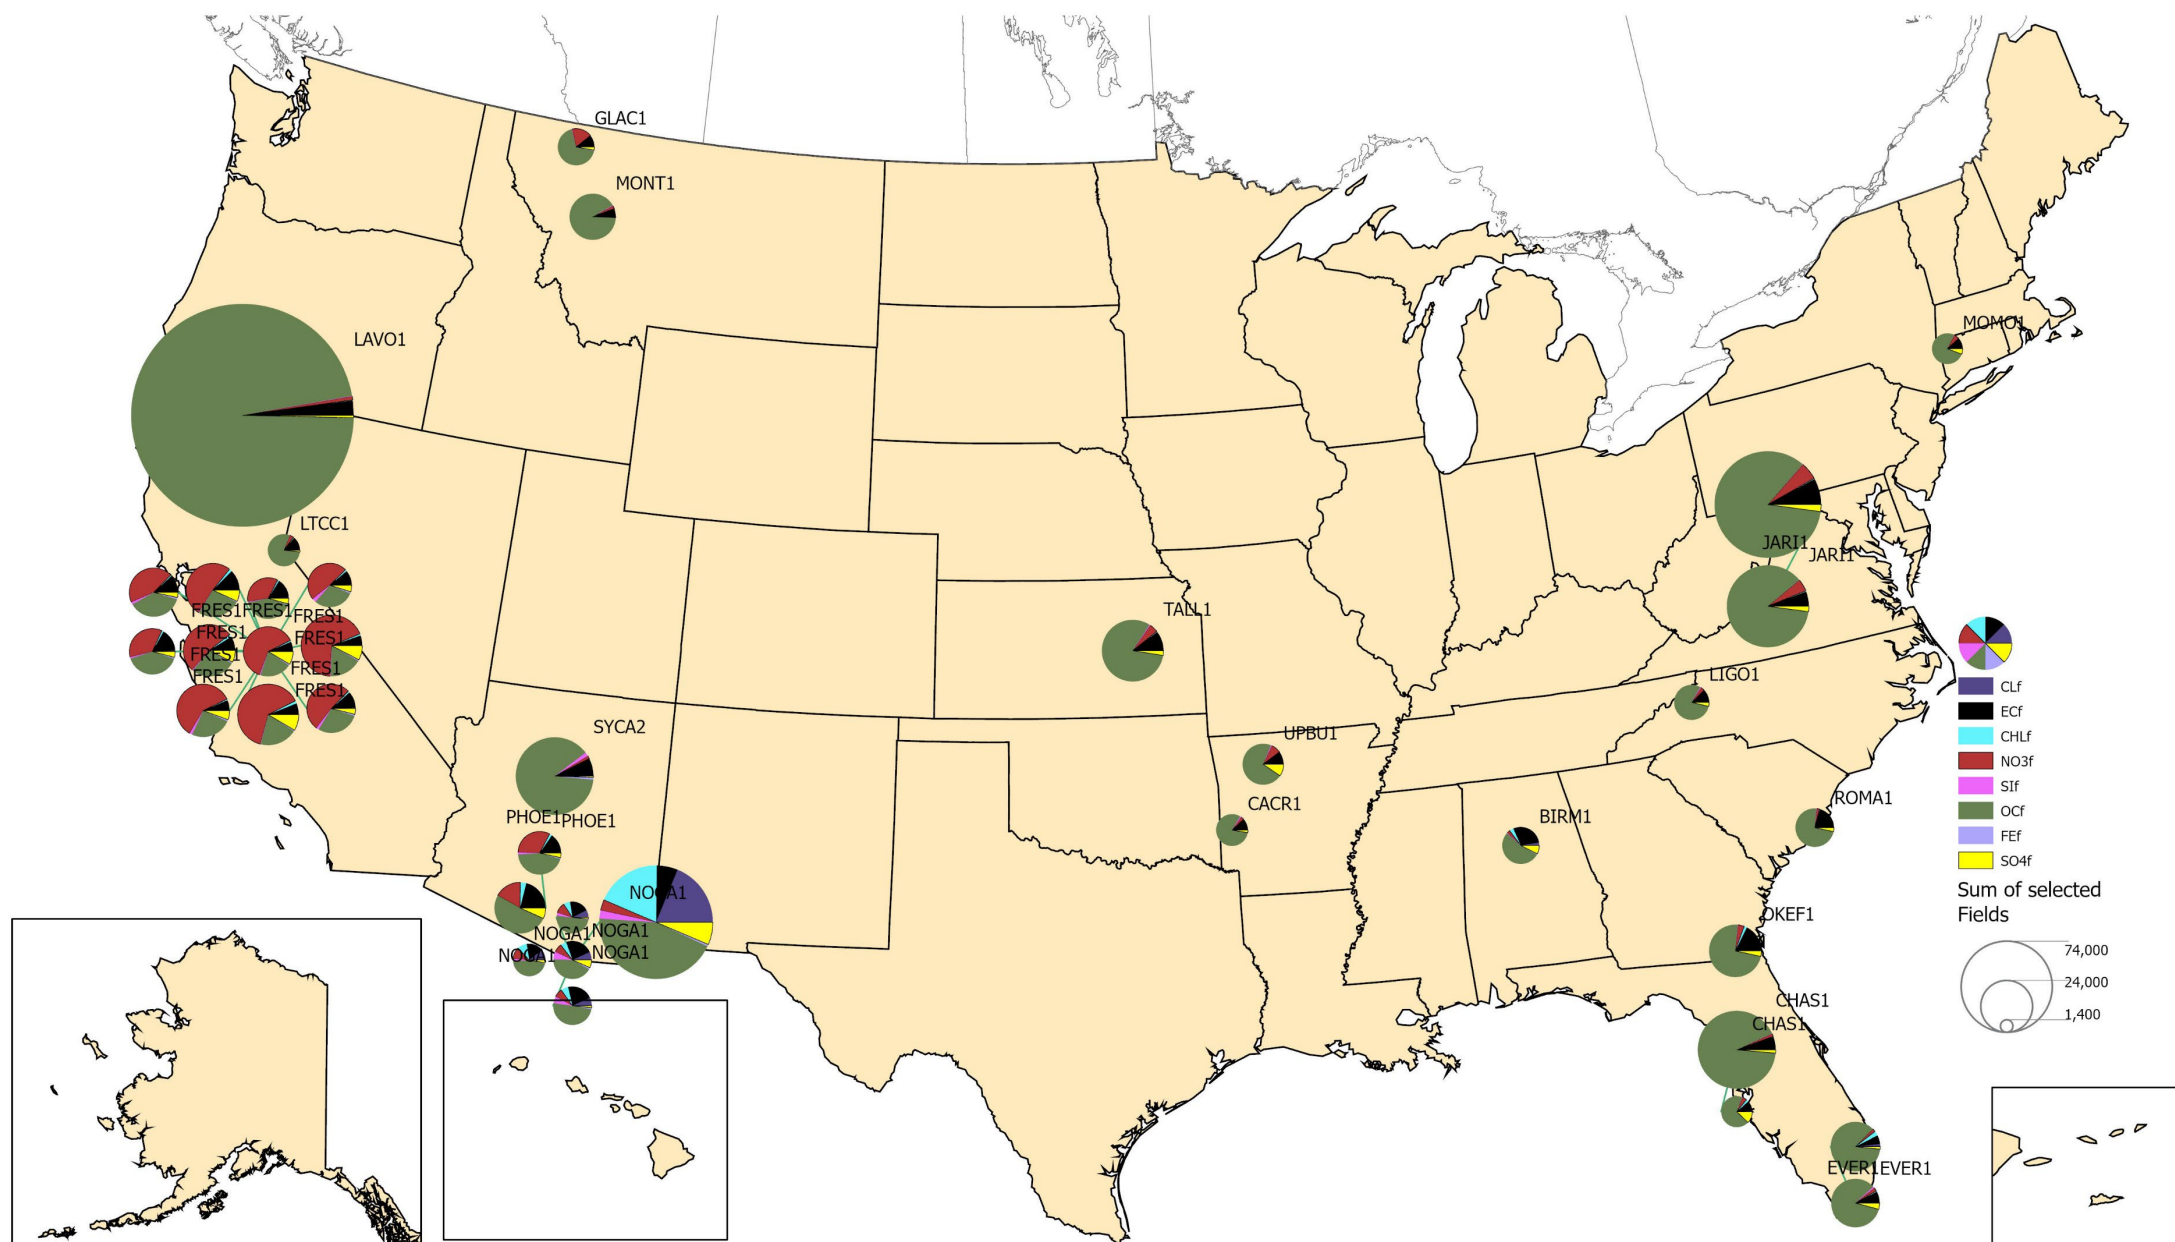 GLAC1
MONT1
LAVO1
MOMO1
LTCC1
JARI1
JARI1
FRES1
FRES1
FRES1
FRES1
FRES1
FRES1
FRES1
FRES1
FRES1
TALL1
LIGO1
SYCA2
UPBU1
CACR1
PHOE1
PHOE1
BIRM1
ROMA1
NOGA1
NOGA1
NOGA1
NOGA1
NOGA1
OKEF1
CHAS1
CHAS1
EVER1
EVER1
CLf
ECf
CHLf
NO3f
SIf
OCf
FEf
SO4f
Sum of selected
Fields
74,000
24,000
1,400